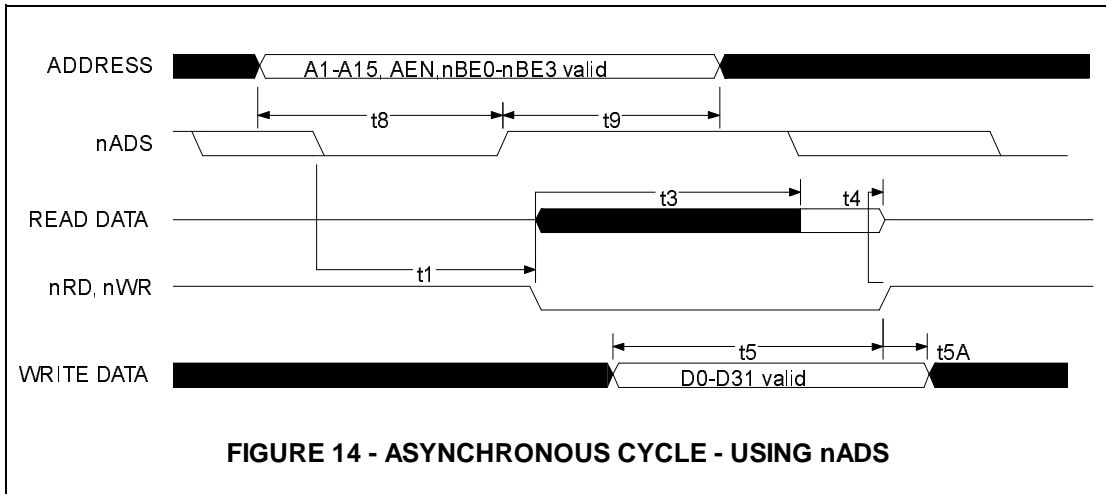 ADDRESS
A1-A15, AEN,nBE0-nBE3 valid
t8
t9
nADS
t3
t4
READ DATA
t1
nRD, nWR
t5
t5A
WRITE DATA
D0-D31 valid
FIGURE 14 - ASYNCHRONOUS CYCLE - USING nADS